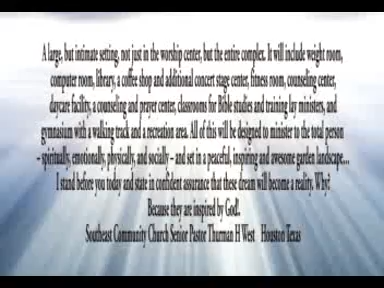 A large, but intimate setting, not just in the worship center, but the entire complex. It will include weight room,
computer room, library, a coffee shop and additional concert stage center, fitness room, counseling center,
daycare facility, a counseling and prayer center, classrooms for Bible studies and training lay ministers, and
gymnasium with a walking track and a recreation area. All of this will be designed to minister to the total person
– spiritually, emotionally, physically, and socially – and set in a peaceful, inspiring and awesome garden landscape...
I stand before you today and state in confident assurance that these dream will become a reality. Why?
Because they are inspired by God!.
Southeast Community Church Senior Pastor Thurman H West Houston Texas